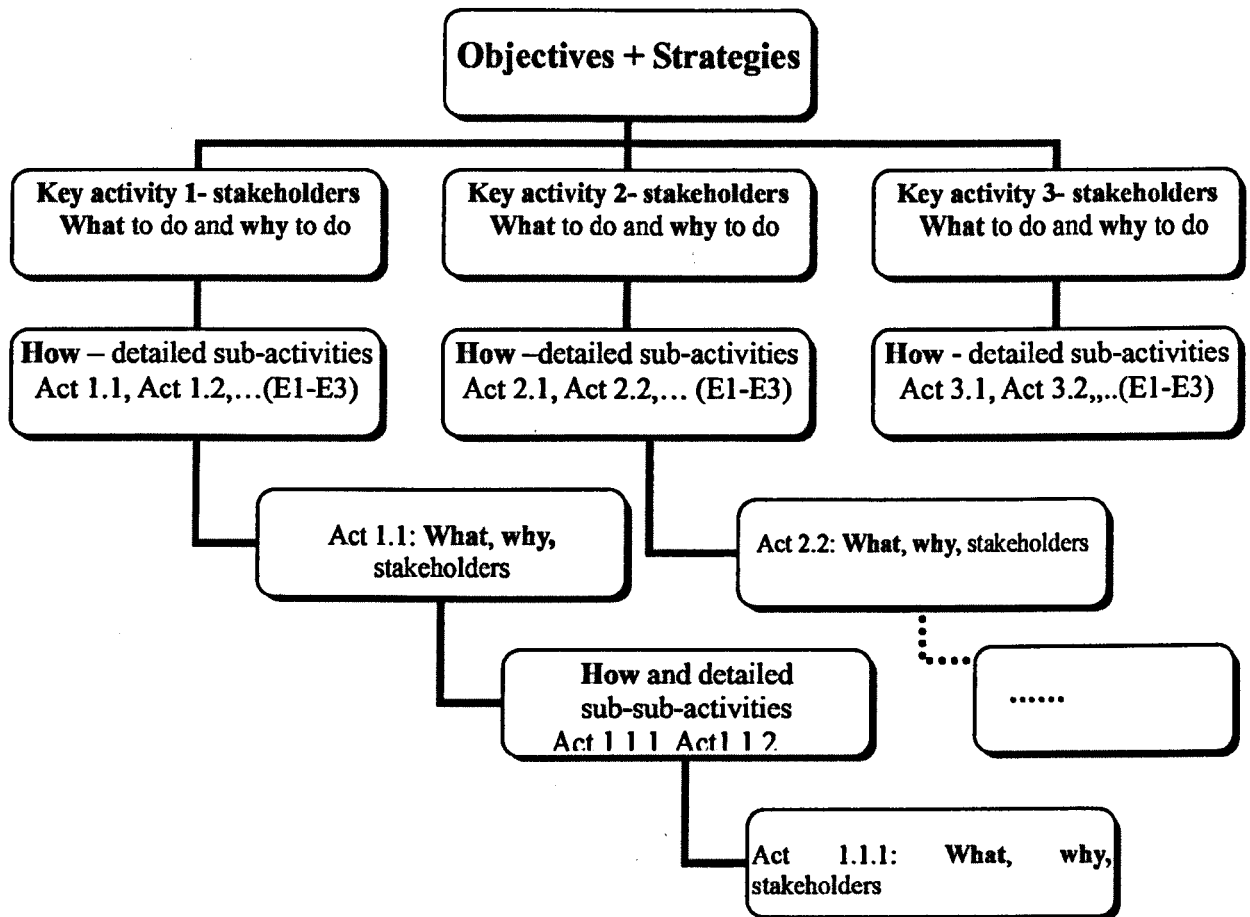 Objectives + Strategies
Key activity 1- stakeholders
What to do and why to do
Key activity 2- stakeholders
What to do and why to do
Key activity 3- stakeholders
What to do and why to do
How – detailed sub-activities
Act 1.1, Act 1.2,…(E1-E3)
How –detailed sub-activities
Act 2.1, Act 2.2,… (E1-E3)
How - detailed sub-activities
Act 3.1, Act 3.2,,..(E1-E3)
Act 1.1: What, why,
stakeholders
Act 2.2: What, why, stakeholders
How and detailed
sub-sub-activities
Act 1 1 1 Act1 1 2
......
Act 1.1.1: What, why,
stakeholders